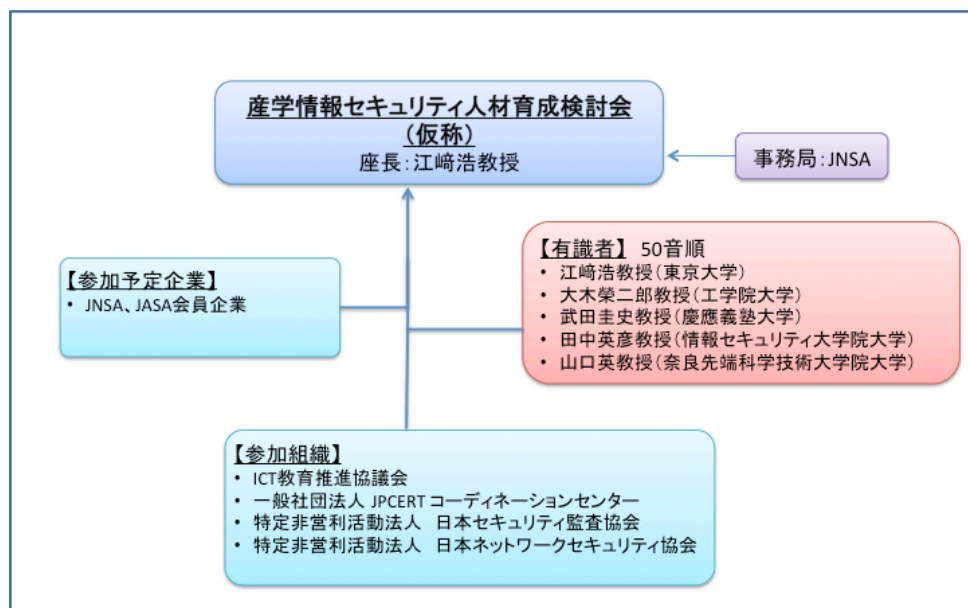 産学情報セキュリティ人材育成検討会
(仮称)
座長：江﨑浩教授
事務局：JNSA
【有識者】 50音順
• 江﨑浩教授(東京大学)
• 大木榮二郎教授(工学院大学)
• 武田圭史教授(慶應義塾大学)
• 田中英彦教授(情報セキュリティ大学院大学)
• 山口英教授(奈良先端科学技術大学院大学)
【参加予定企業】
• JNSA、JASA会員企業
【参加組織】
• ICT教育推進協議会
• 一般社団法人 JPCERT コーディネーションセンター
• 特定非営利活動法人　日本セキュリティ監査協会
• 特定非営利活動法人　日本ネットワークセキュリティ協会